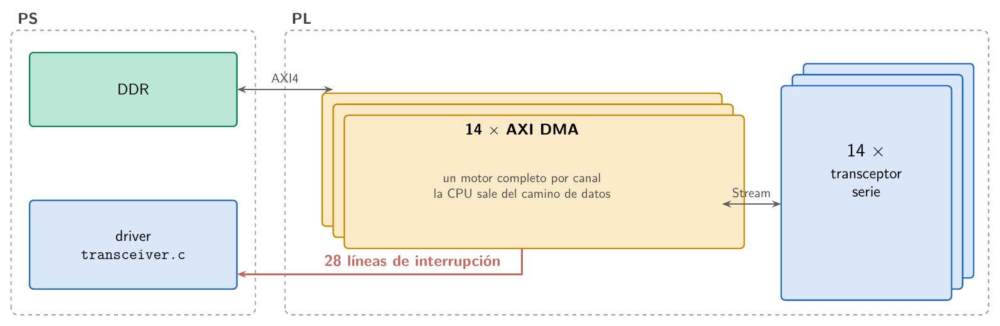 PS
PL
DDR
AXI4
14 × AXI DMA
un motor completo por canal
la CPU sale del camino de datos
14 ×
transceptor
serie
Stream
driver
transceiver.c
28 líneas de interrupción